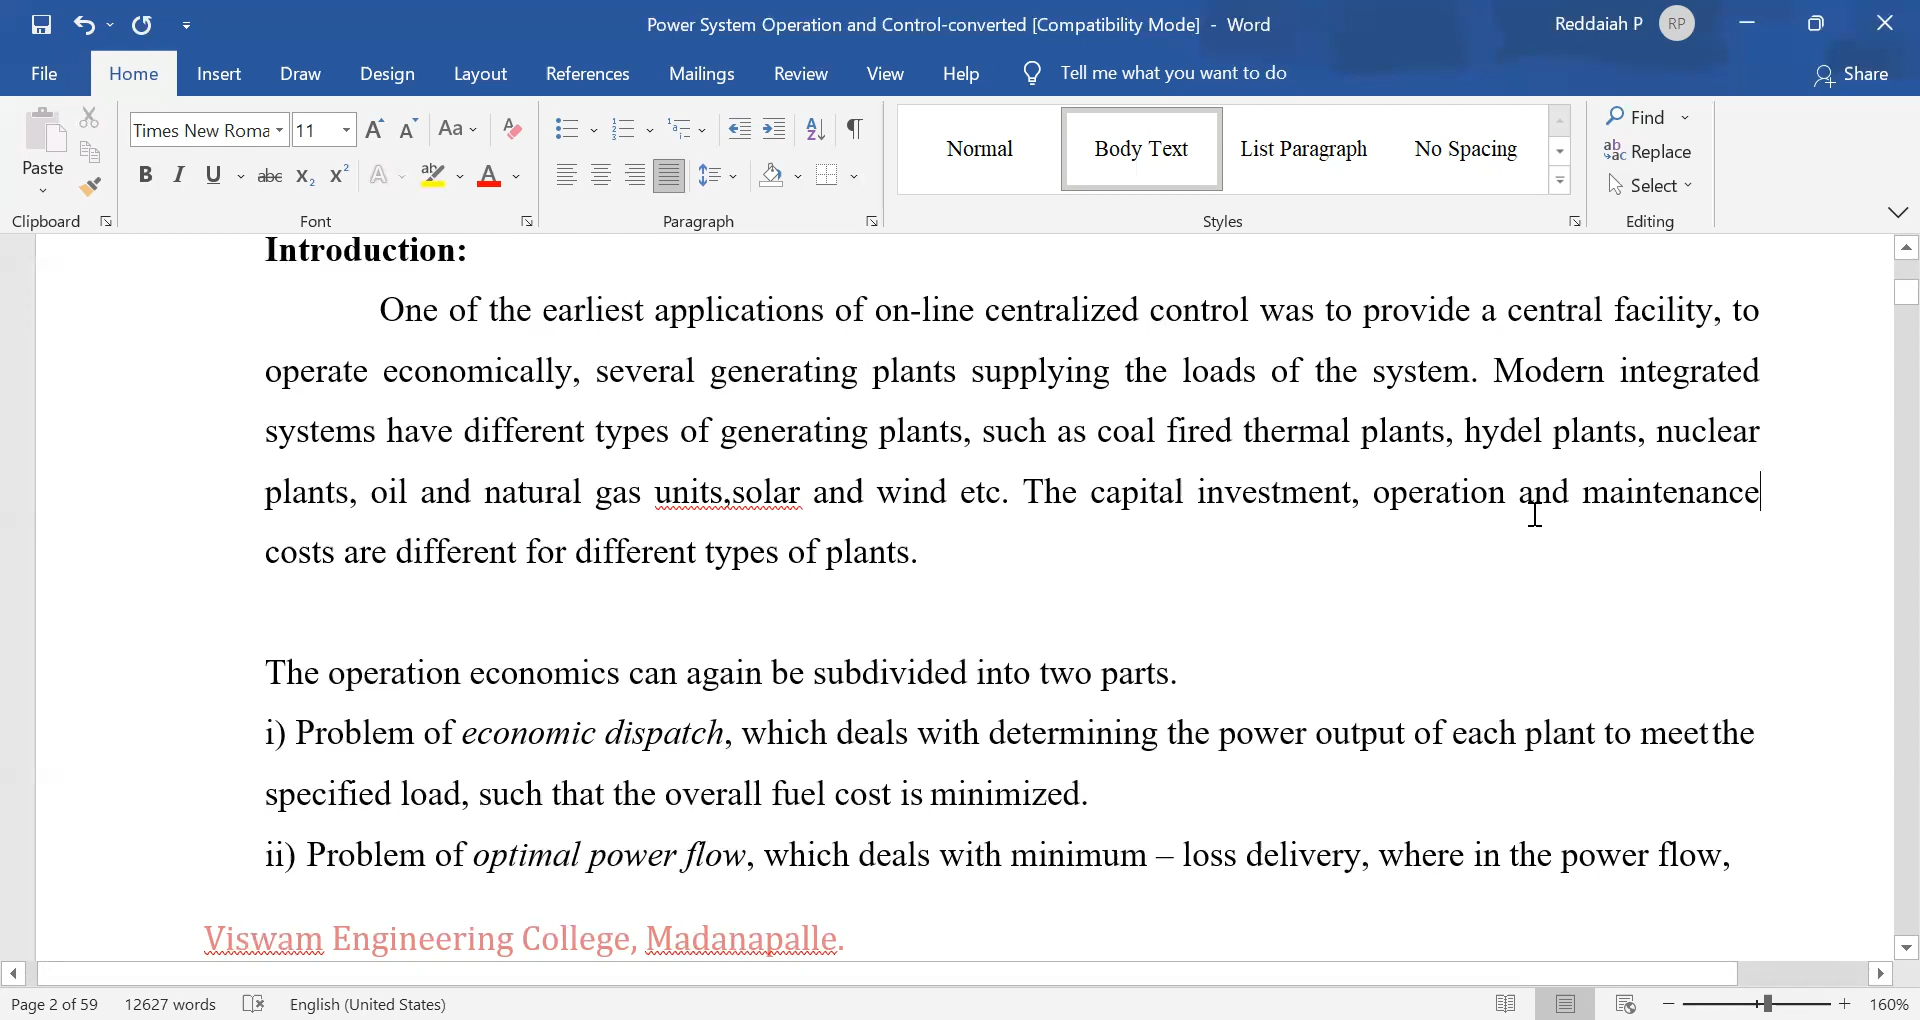 Power System Operation and Control-converted [Compatibility Mode] - Word
Reddaiah P
RP
File Home Insert Draw Design Layout References Mailings Review View Help Tell me what you want to do
Share
Paste
Times New Roma 11
Normal
Body Text
List Paragraph
No Spacing
Find
Replace
Select
Clipboard
Font
Paragraph
Styles
Editing
Introduction:
One of the earliest applications of on-line centralized control was to provide a central facility, to
operate economically, several generating plants supplying the loads of the system. Modern integrated
systems have different types of generating plants, such as coal fired thermal plants, hydel plants, nuclear
plants, oil and natural gas units,solar and wind etc. The capital investment, operation and maintenance
costs are different for different types of plants.
The operation economics can again be subdivided into two parts.
i) Problem of economic dispatch, which deals with determining the power output of each plant to meet the
specified load, such that the overall fuel cost is minimized.
ii) Problem of optimal power flow, which deals with minimum – loss delivery, where in the power flow,
Viswam Engineering College, Madanapalle.
Page 2 of 59 12627 words English (United States) 160%